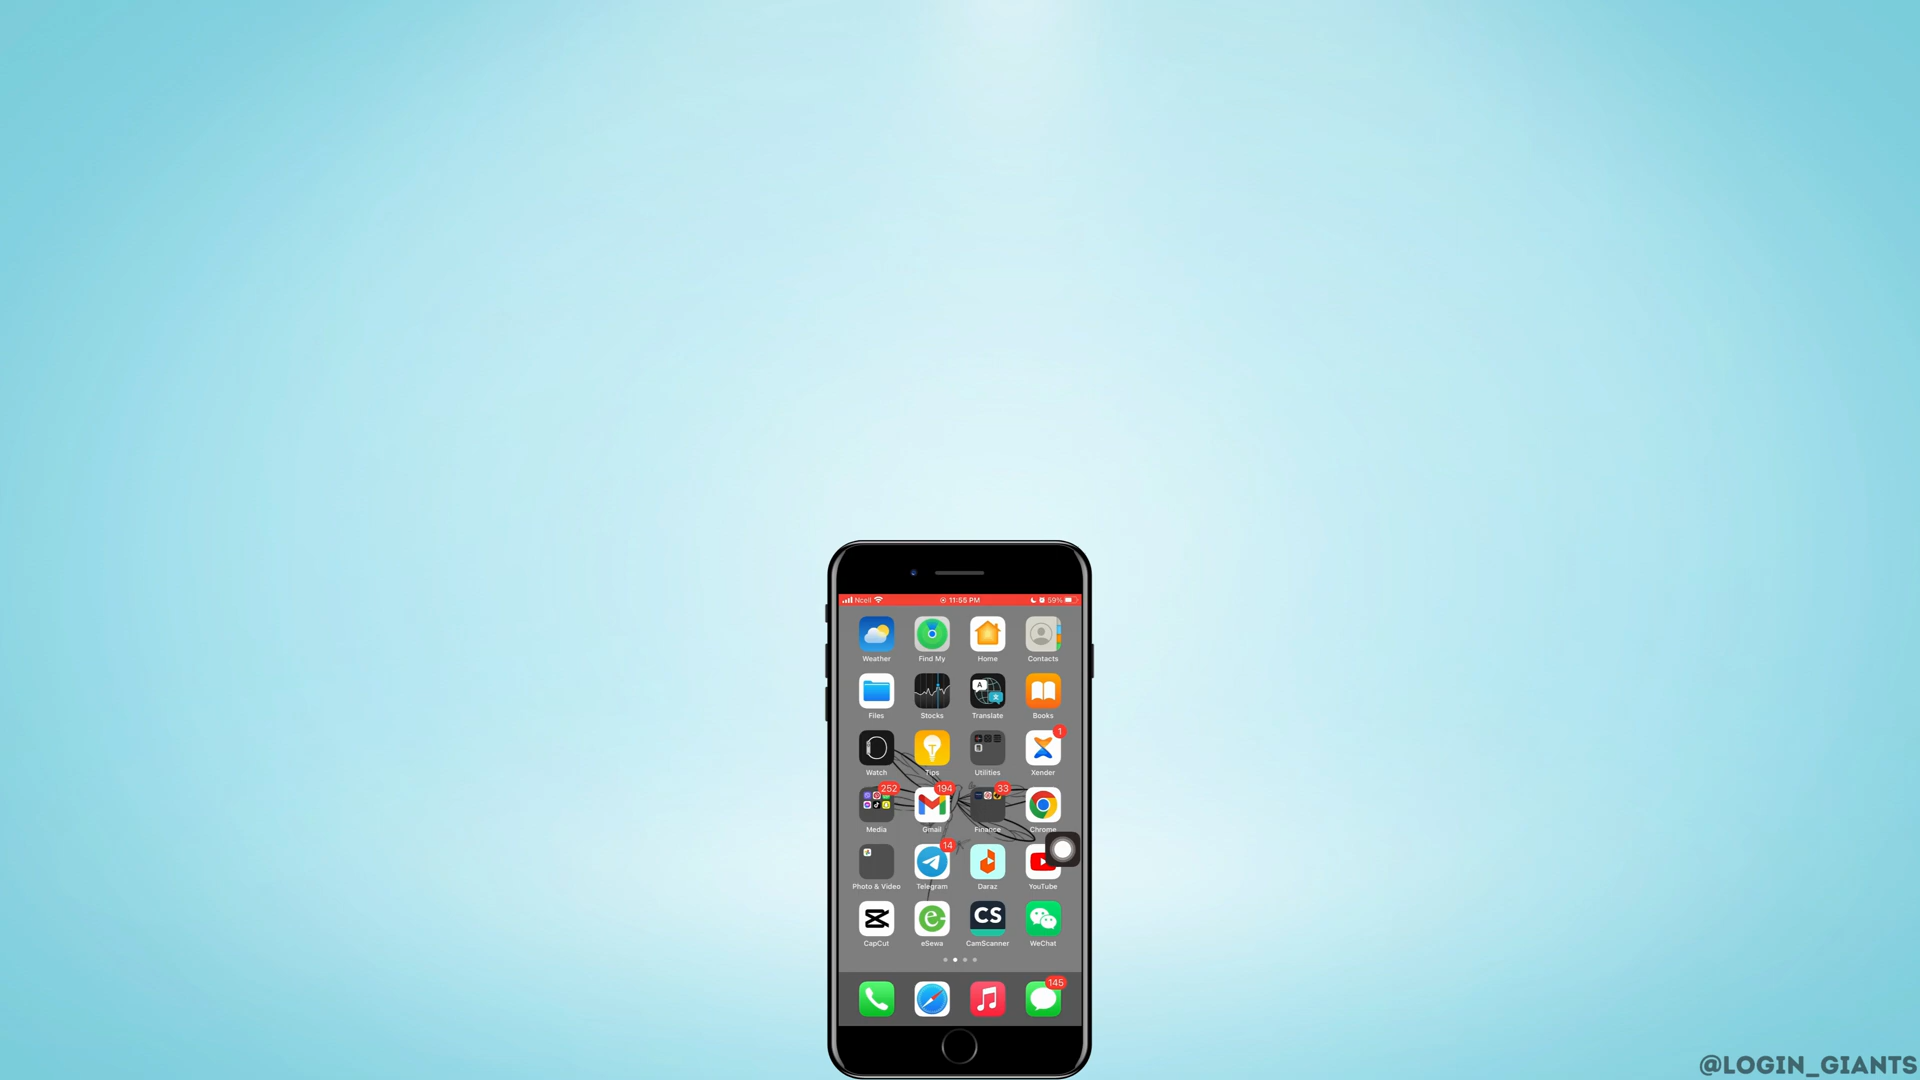 Ncell 11:55 PM 59%
Weather Find My Home Contacts
Files Stocks Translate Books
1
Watch Tips Utilities Xender
252 194 33
Media Gmail Finance Chrome
14
Photo & Video Telegram Daraz YouTube
CS
CapCut eSewa CamScanner WeChat
145
@LOGIN_GIANTS